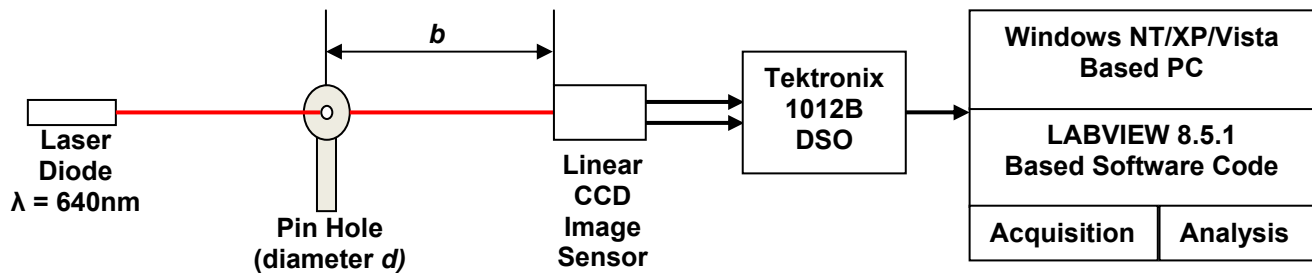 b
Laser
Diode
λ = 640nm
Pin Hole
(diameter d)
Linear
CCD
Image
Sensor
Tektronix
1012B
DSO
Windows NT/XP/Vista
Based PC
LABVIEW 8.5.1
Based Software Code
Acquisition
Analysis